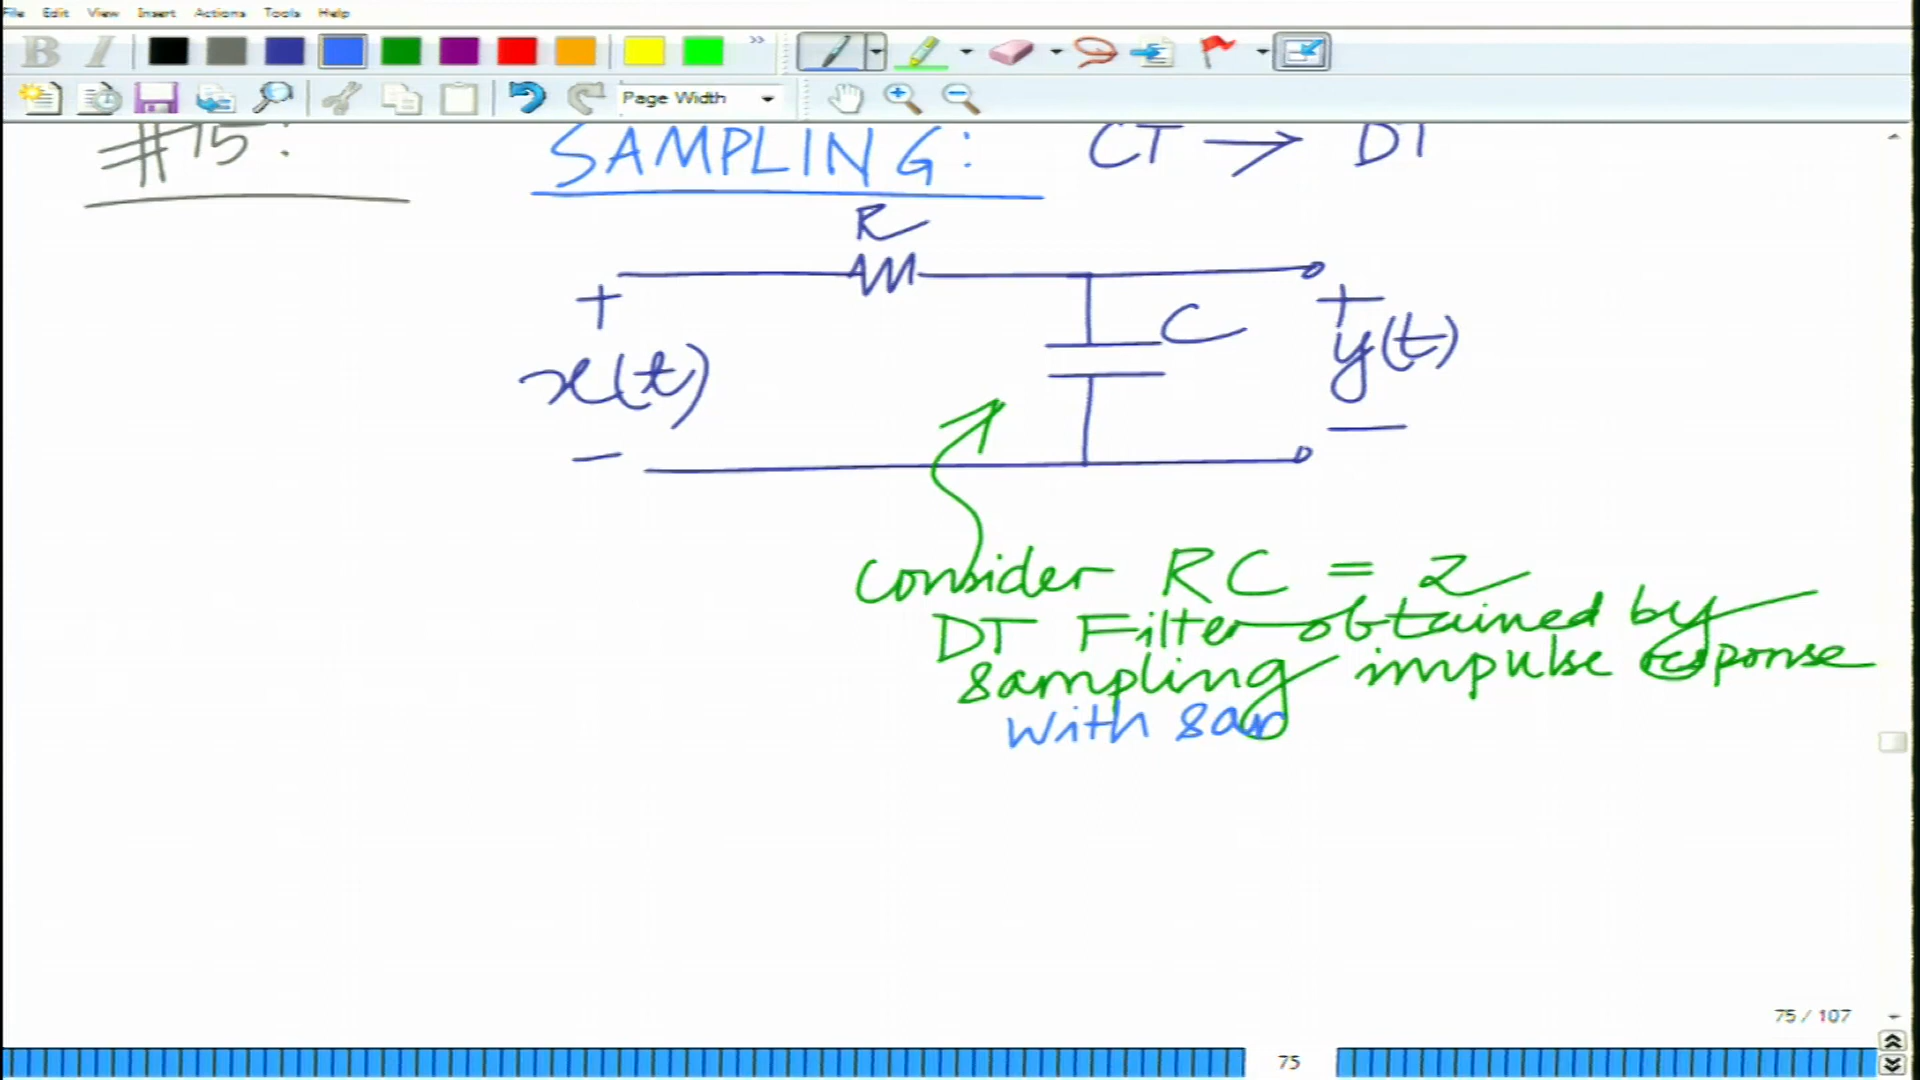 File Edit View Insert Actions Tools Help
B I
Page Width
#15: SAMPLING: CT → DT
R
+ C +
x(t) y(t)
- -
Consider RC = 2
DT Filter obtained by
sampling impulse response
with sam
75 / 107
75